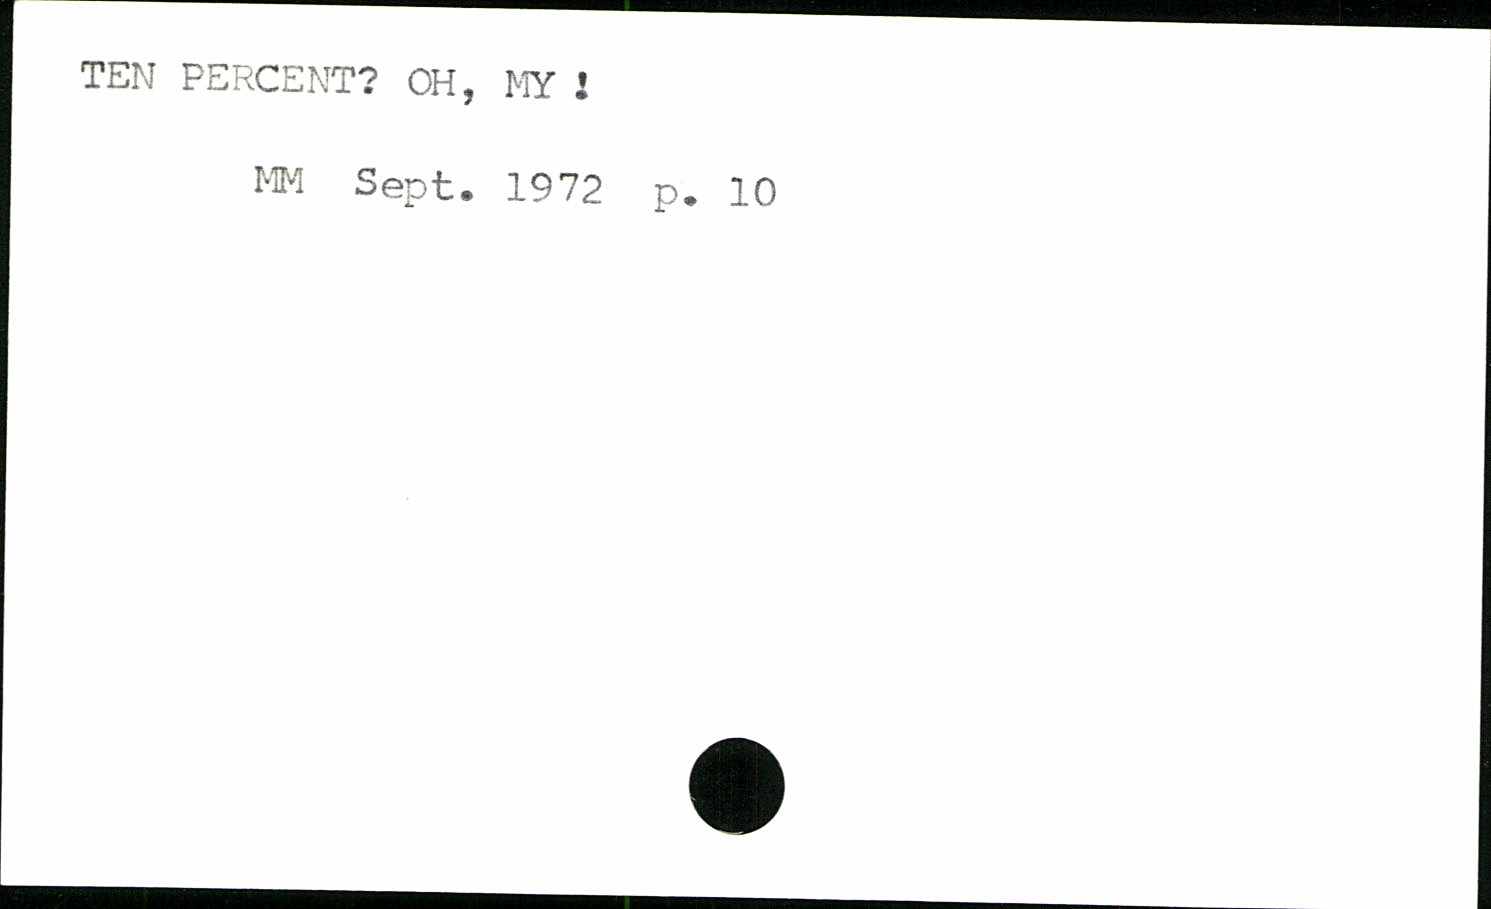 TEN PERCENT? OH, MY !
MM Sept. 1972 p. 10